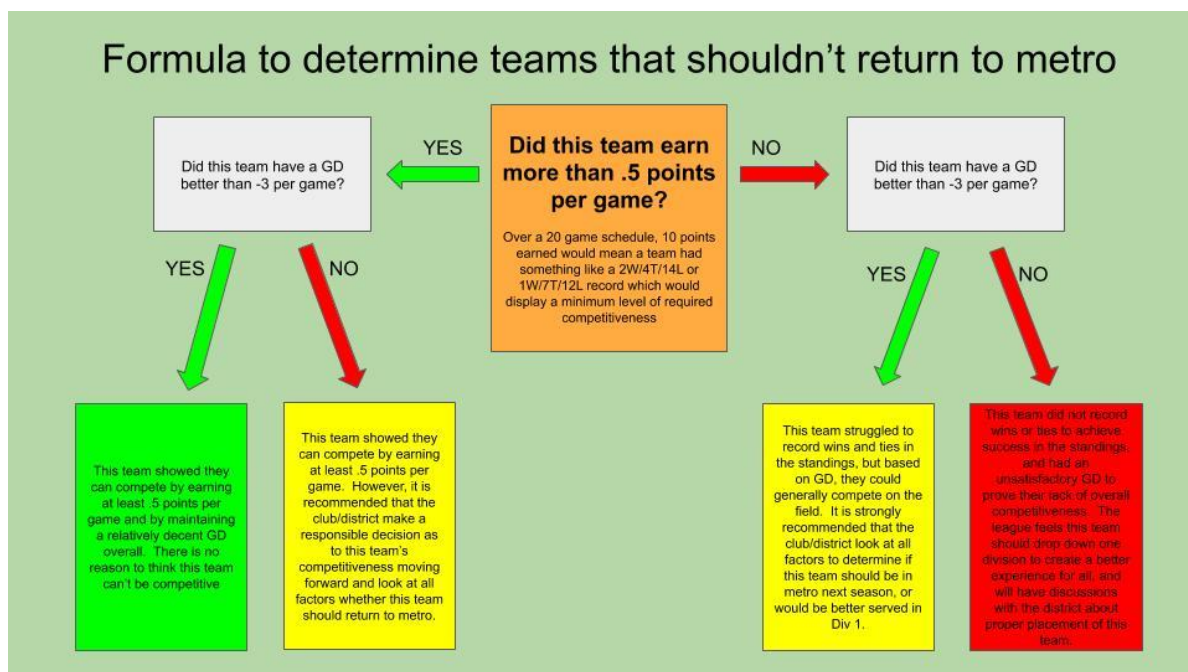 Formula to determine teams that shouldn't return to metro
Did this team have a GD
better than -3 per game?
YES
Did this team earn
more than .5 points
per game?
Over a 20 game schedule, 10 points
earned would mean a team had
something like a 2W/4T/14L or
1W/7T/12L record which would
display a minimum level of required
competitiveness
NO
Did this team have a GD
better than -3 per game?
YES
NO
YES
NO
This team showed they
can compete by earning
at least .5 points per
game and by maintaining
a relatively decent GD
overall. There is no
reason to think this team
can't be competitive
This team showed they
can compete by earning
at least .5 points per
game. However, it is
recommended that the
club/district make a
responsible decision as
to this team's
competitiveness moving
forward and look at all
factors whether this team
should return to metro.
This team struggled to
record wins and ties in
the standings, but based
on GD, they could
generally compete on the
field. It is strongly
recommended that the
club/district look at all
factors to determine if
this team should be in
metro next season, or
would be better served in
Div 1.
This team did not record
wins or ties to achieve
success in the standings,
and had an
unsatisfactory GD to
prove their lack of overall
competitiveness. The
league feels this team
should drop down one
division to create a better
experience for all, and
will have discussions
with the district about
proper placement of this
team.